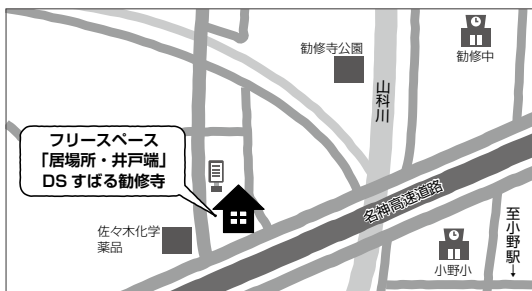 勧修寺公園
勧修中
山科川
フリースペース
「居場所・井戸端」
DS すばる勧修寺
名神高速道路
佐々木化学
薬品
小野小
至小野駅→